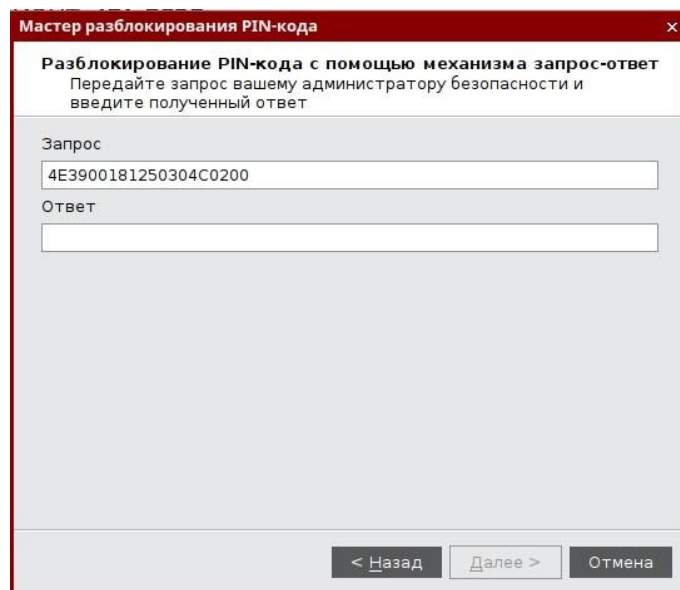 Мастер разблокирования PIN-кода
Разблокирование PIN-кода с помощью механизма запрос-ответ
Передайте запрос вашему администратору безопасности и
введите полученный ответ
Запрос
4E3900181250304C0200
Ответ
< Назад
Далее >
Отмена